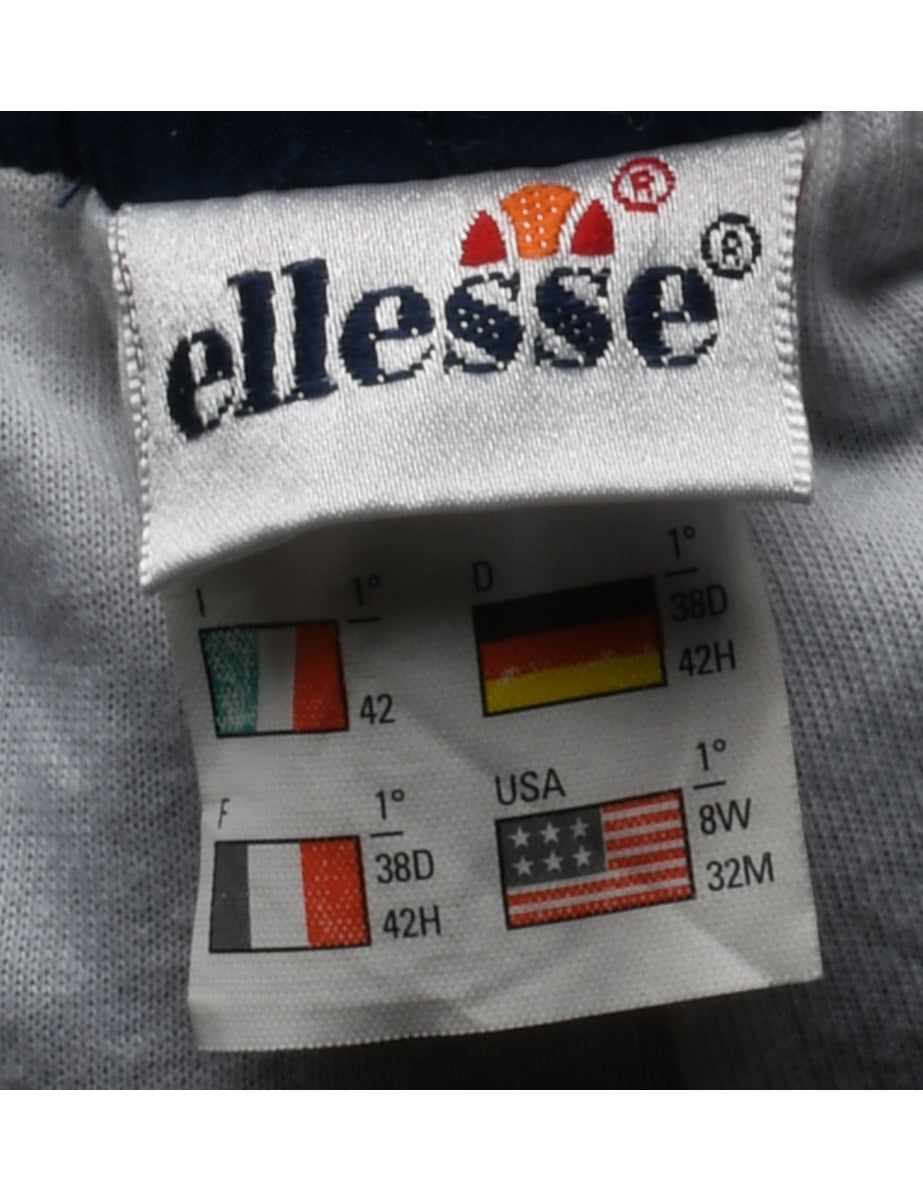 ellesse ® ®
I 1°
42
D 1°
38D
42H
F 1°
38D
42H
USA 1°
8W
32M